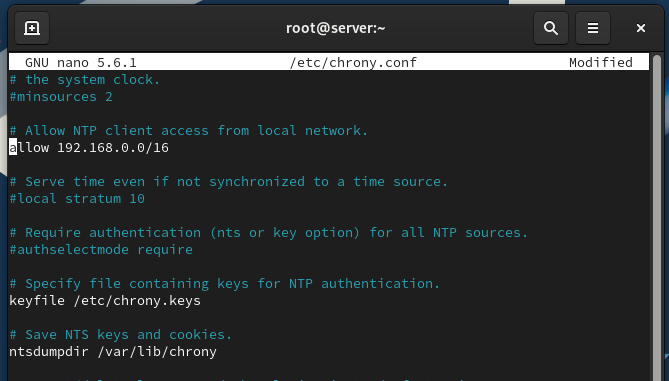 root@server:~
GNU nano 5.6.1 /etc/chrony.conf Modified
# the system clock.
#minsources 2
# Allow NTP client access from local network.
allow 192.168.0.0/16
# Serve time even if not synchronized to a time source.
#local stratum 10
# Require authentication (nts or key option) for all NTP sources.
#authselectmode require
# Specify file containing keys for NTP authentication.
keyfile /etc/chrony.keys
# Save NTS keys and cookies.
ntsdumpdir /var/lib/chrony